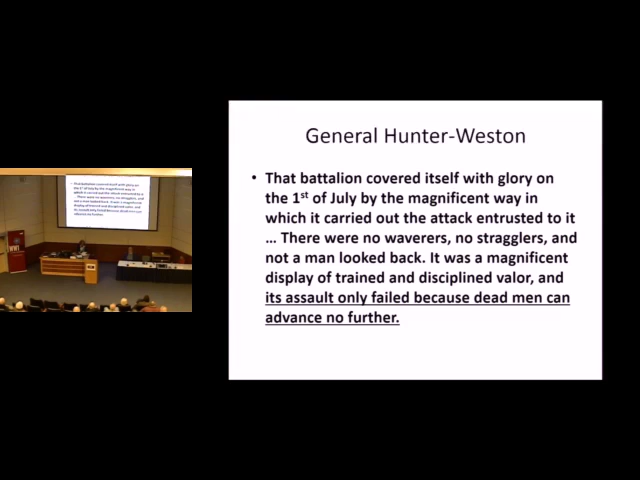 General Hunter-Weston
• That battalion covered itself with glory on
the 1st of July by the magnificent way in
which it carried out the attack entrusted to it
... There were no waverers, no stragglers, and
not a man looked back. It was a magnificent
display of trained and disciplined valor, and
its assault only failed because dead men can
advance no further.